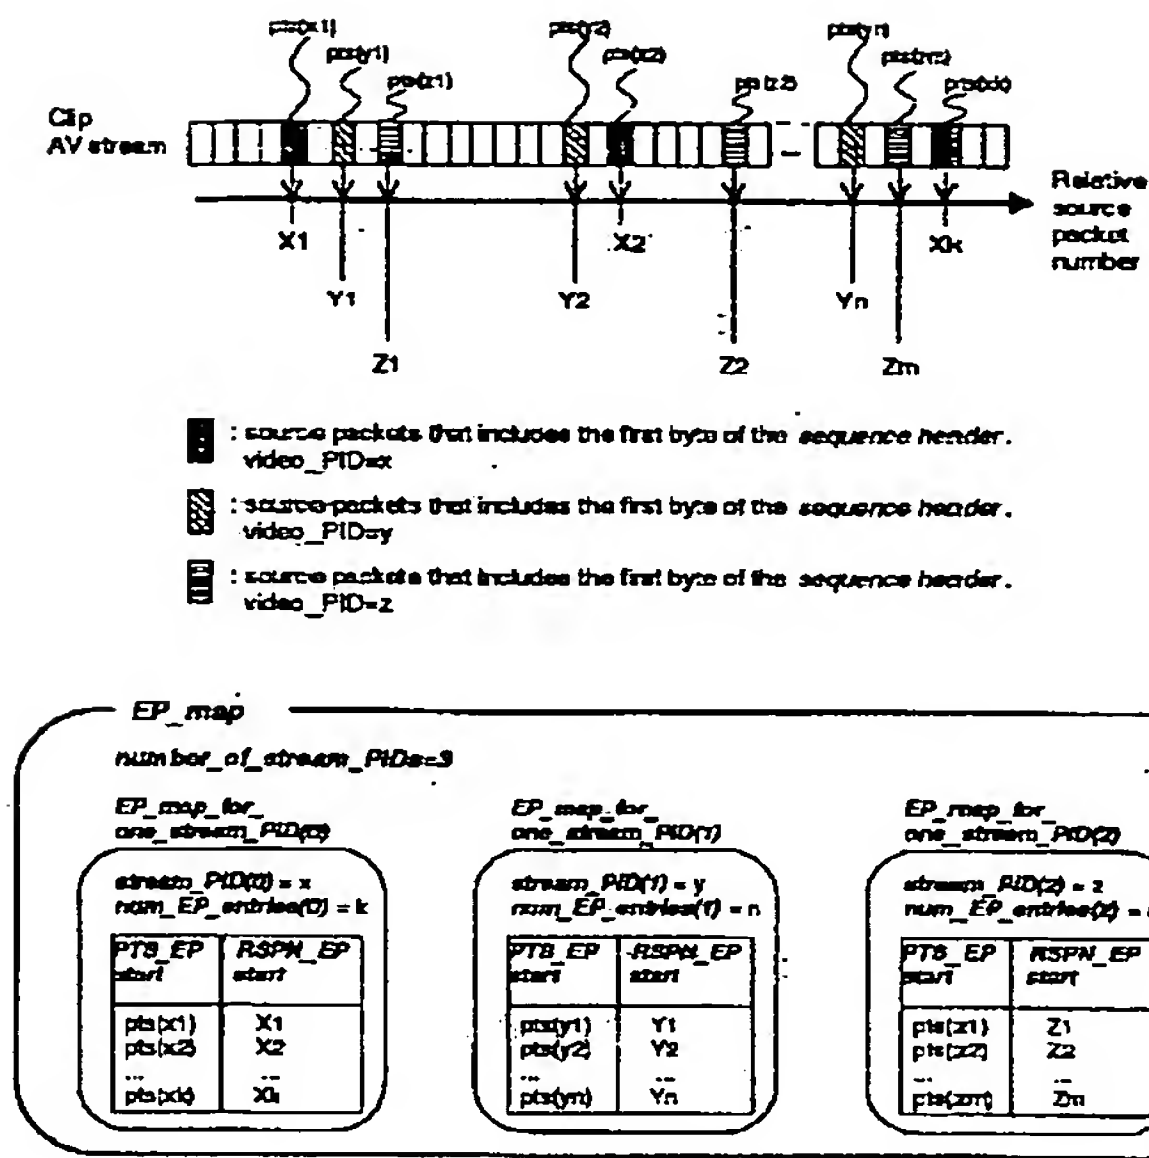 pts(x1)
pts(y1)
pts(z1)
pts(y2)
pts(x2)
pts(z2)
pts(yn)
pts(zm)
pts(xk)
Clip
AV stream
...
Relative
source
packet
number
X1
Y1
Z1
Y2
X2
Z2
Yn
Zm
Xk
: source packets that includes the first byte of the sequence header.
video_PID=x
: source packets that includes the first byte of the sequence header.
video_PID=y
: source packets that includes the first byte of the sequence header.
video_PID=z
EP_map
number_of_stream_PIDs=3
EP_map_for_
one_stream_PID(0)
stream_PID(0) = x
num_EP_entries(0) = k
PTS_EP start RSPN_EP start
pts(x1) X1
pts(x2) X2
... ...
pts(xk) Xk
EP_map_for_
one_stream_PID(1)
stream_PID(1) = y
num_EP_entries(1) = n
PTS_EP start RSPN_EP start
pts(y1) Y1
pts(y2) Y2
... ...
pts(yn) Yn
EP_map_for_
one_stream_PID(2)
stream_PID(2) = z
num_EP_entries(2) =
PTS_EP start RSPN_EP start
pts(z1) Z1
pts(z2) Z2
... ...
pts(zm) Zm